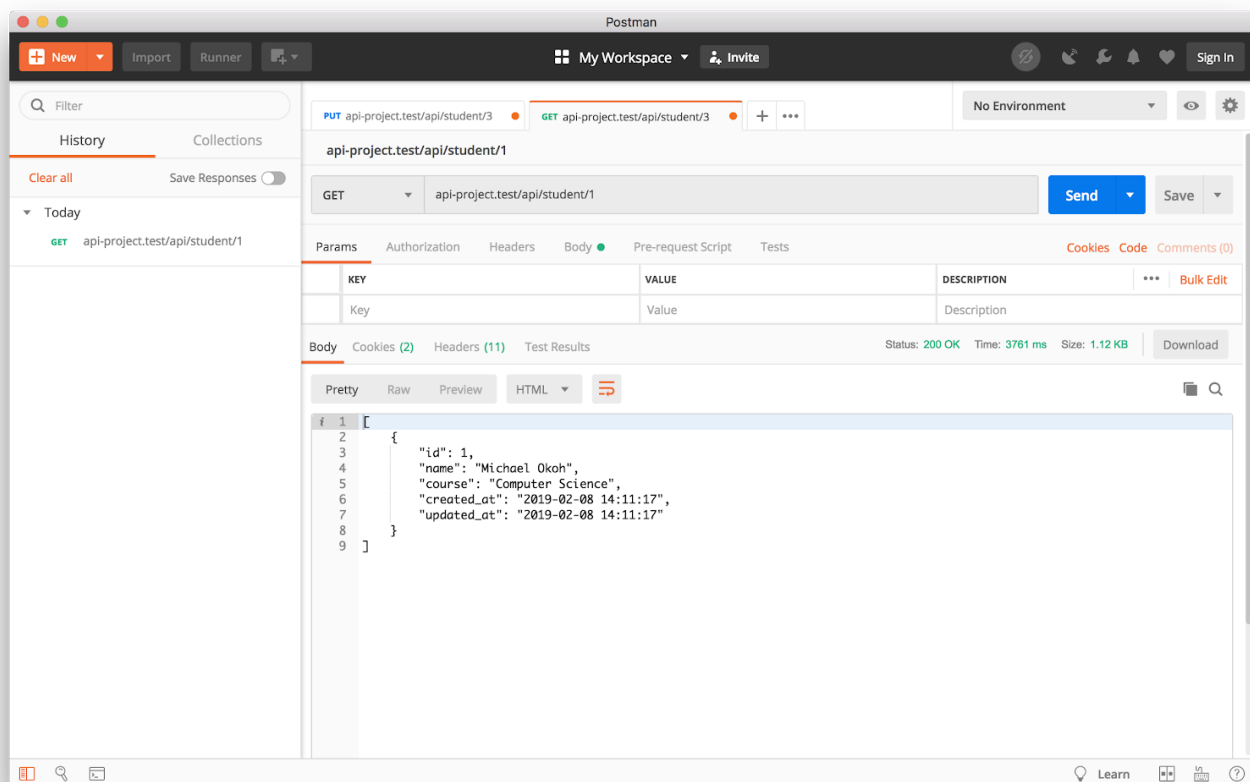 Postman
New Import Runner My Workspace Invite Sign In
Filter
History Collections
Clear all Save Responses
Today
GET api-project.test/api/student/1
PUT api-project.test/api/student/3 GET api-project.test/api/student/3 + ••• No Environment
api-project.test/api/student/1
GET api-project.test/api/student/1 Send Save
Params Authorization Headers Body Pre-request Script Tests Cookies Code Comments (0)
KEY VALUE DESCRIPTION ••• Bulk Edit
Key Value Description
Body Cookies (2) Headers (11) Test Results Status: 200 OK Time: 3761 ms Size: 1.12 KB Download
Pretty Raw Preview HTML
i 1 [
2 {
3 "id": 1,
4 "name": "Michael Okoh",
5 "course": "Computer Science",
6 "created_at": "2019-02-08 14:11:17",
7 "updated_at": "2019-02-08 14:11:17"
8 }
9 ]
Learn ?